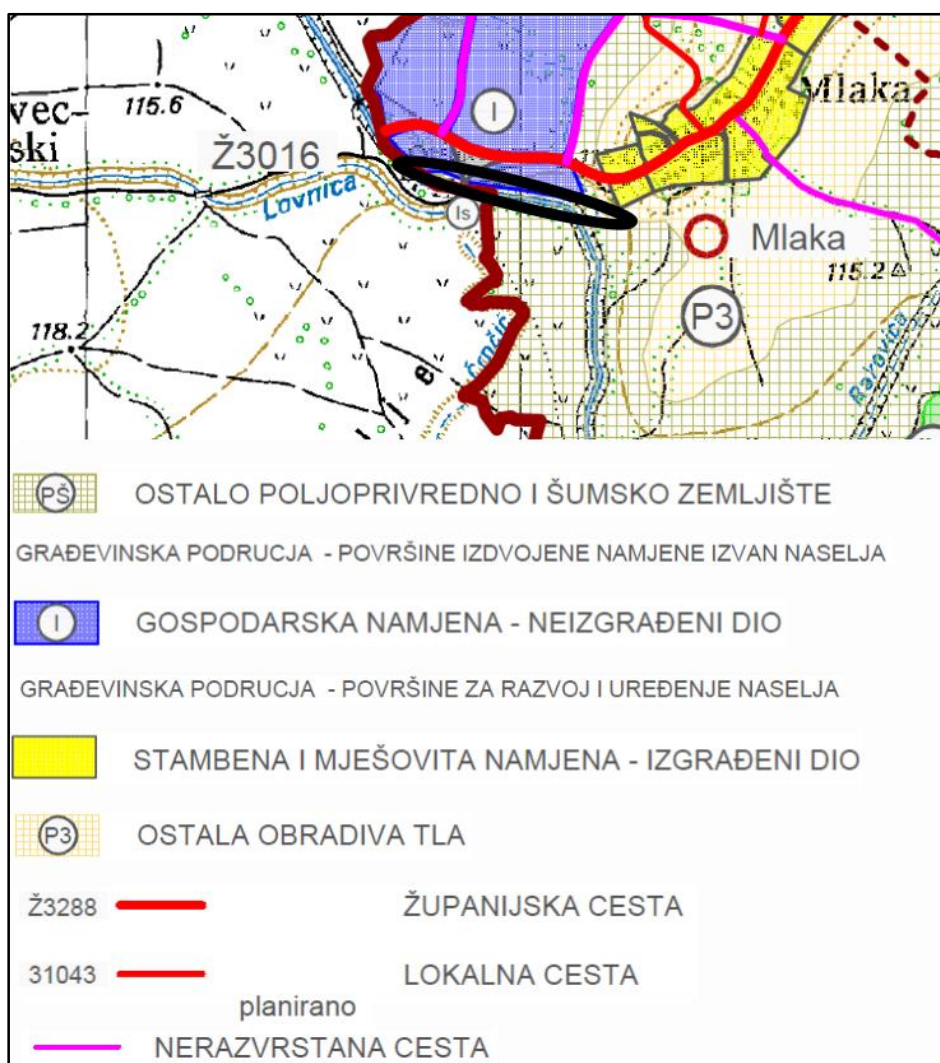 115.6
Mlaka
vec-
ski
I
Ž3016
Lovnica
Is
Mlaka
115.2
P3
118.2
8
Črnčić
PŠ OSTALO POLJOPRIVREDNO I ŠUMSKO ZEMLJIŠTE
GRAĐEVINSKA PODRUCJA - POVRŠINE IZDVOJENE NAMJENE IZVAN NASELJA
I GOSPODARSKA NAMJENA - NEIZGRAĐENI DIO
GRAĐEVINSKA PODRUCJA - POVRŠINE ZA RAZVOJ I UREĐENJE NASELJA
STAMBENA I MJEŠOVITA NAMJENA - IZGRAĐENI DIO
P3 OSTALA OBRADIVA TLA
Ž3288 ŽUPANIJSKA CESTA
31043 LOKALNA CESTA
planirano
NERAZVRSTANA CESTA